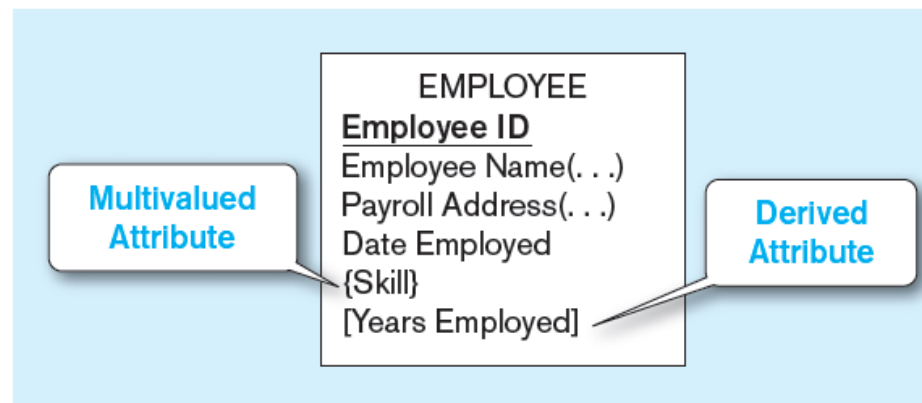 EMPLOYEE
Employee ID
Employee Name(. . .)
Payroll Address(. . .)
Date Employed
{Skill}
[Years Employed]
Multivalued
Attribute
Derived
Attribute